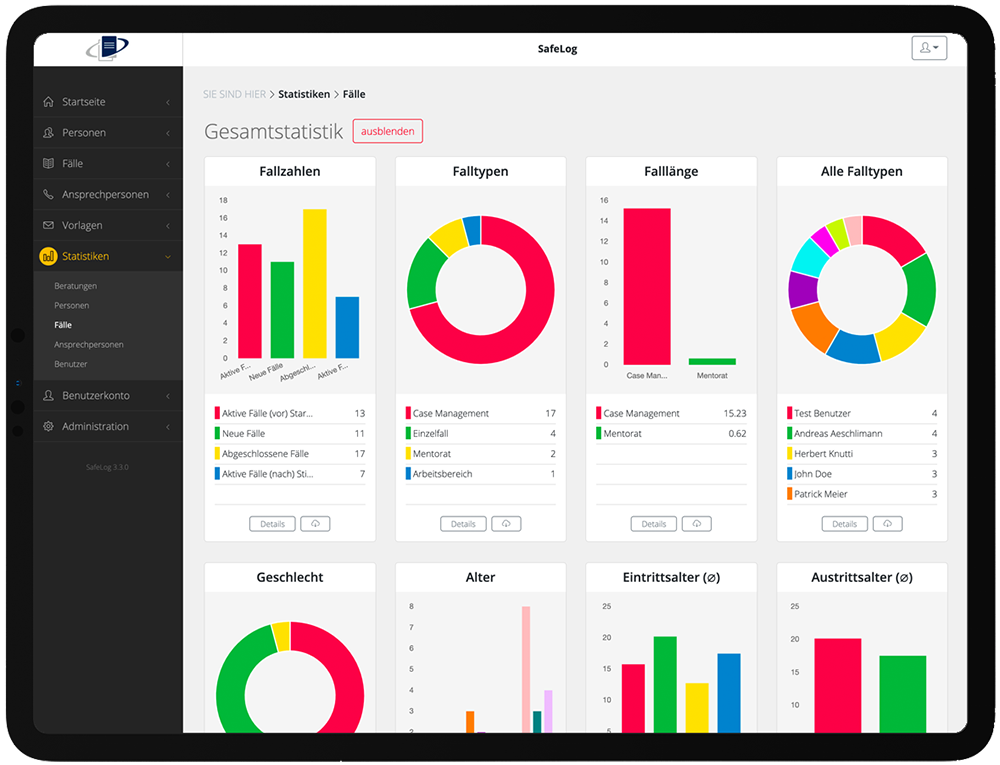 SafeLog
Startseite
Personen
Fälle
Ansprechpersonen
Vorlagen
Statistiken
Beratungen
Personen
Fälle
Ansprechpersonen
Benutzer
Benutzerkonto
Administration
SafeLog 3.3.0
SIE SIND HIER > Statistiken > Fälle
Gesamtstatistik ausblenden
Fallzahlen
18
16
14
12
10
8
6
4
2
0
Aktive F... Neue Fälle Abgeschl... Aktive F...
Aktive Fälle (vor) Star... 13
Neue Fälle 11
Abgeschlossene Fälle 17
Aktive Fälle (nach) Sti... 7
Details
Falltypen
Case Management 17
Einzelfall 4
Mentorat 2
Arbeitsbereich 1
Details
Falllänge
16
14
12
10
8
6
4
2
0
Case Man... Mentorat
Case Management 15.23
Mentorat 0.62
Details
Alle Falltypen
Test Benutzer 4
Andreas Aeschlimann 4
Herbert Knutti 3
John Doe 3
Patrick Meier 3
Details
Geschlecht
Alter
8
7
6
5
4
3
2
Eintrittsalter (⌀)
25
20
15
10
5
Austrittsalter (⌀)
25
20
15
10